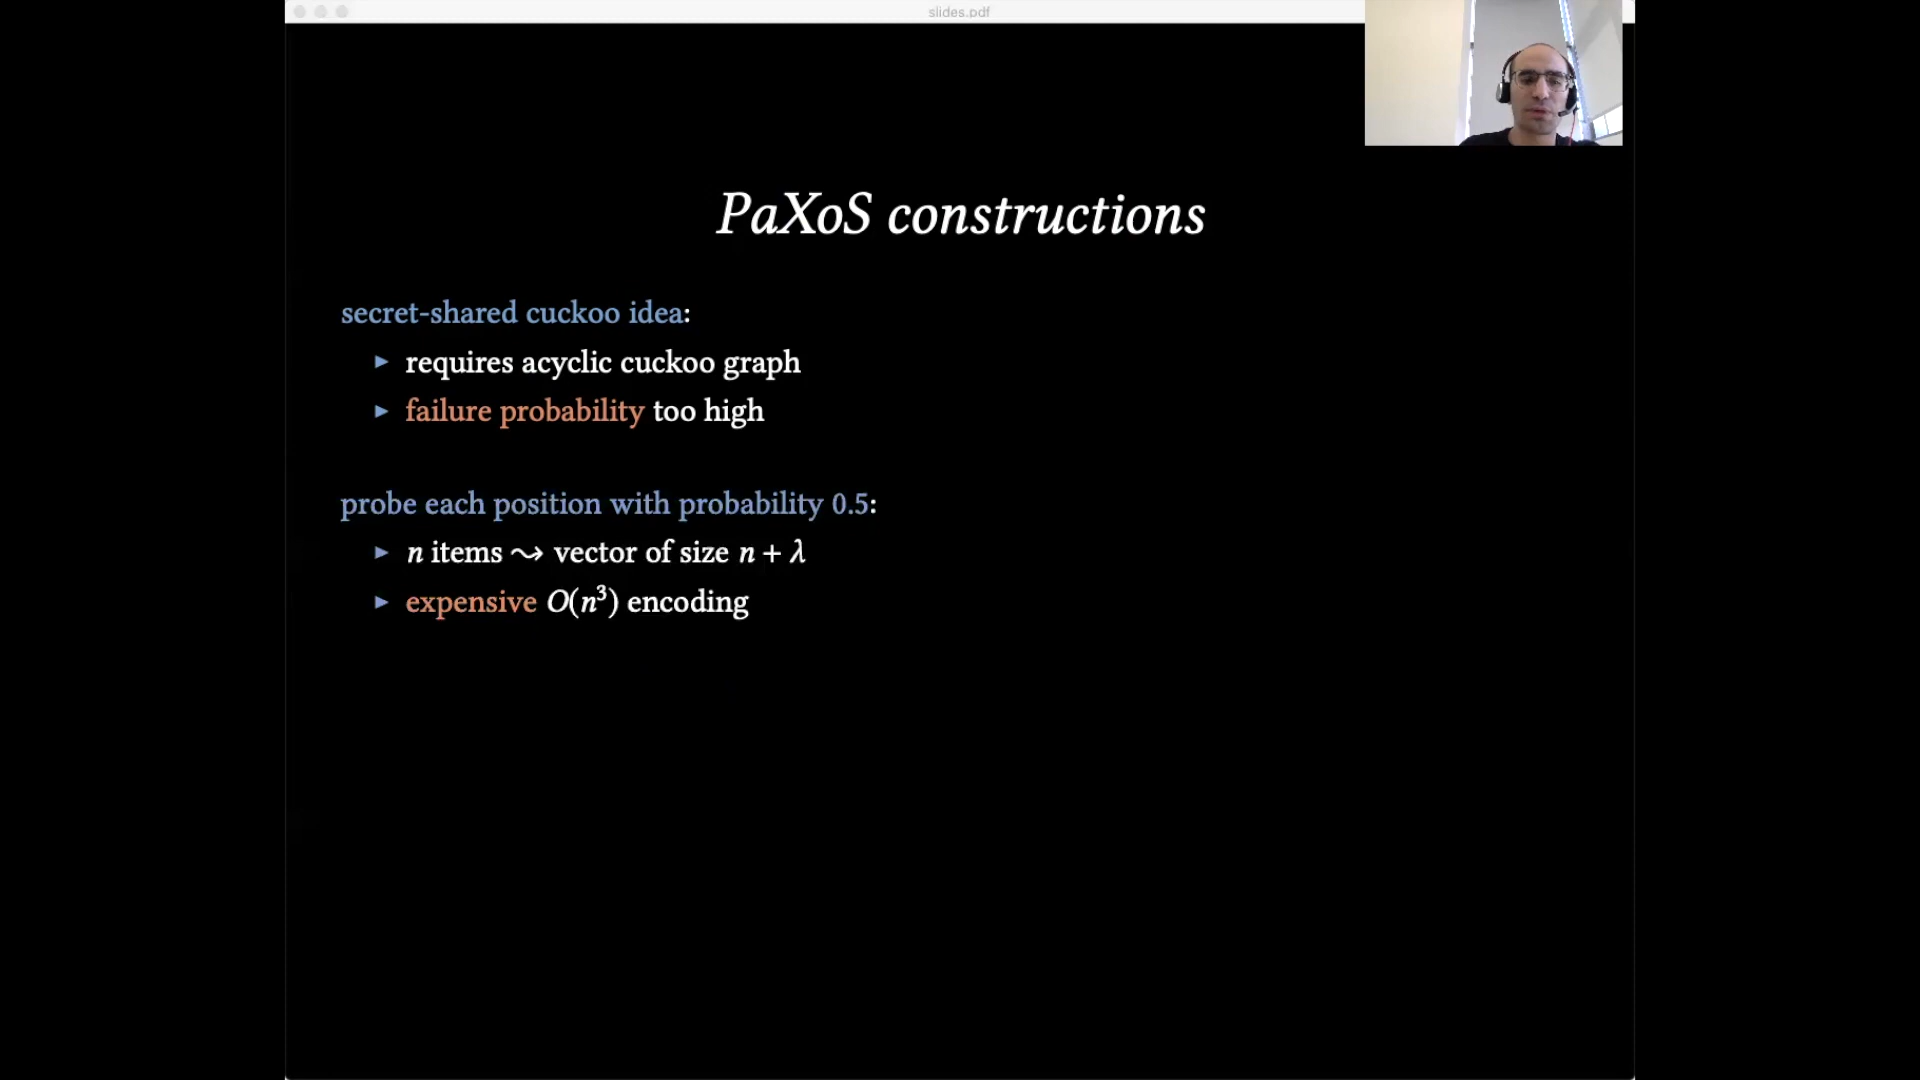 slides.pdf
PaXoS constructions
secret-shared cuckoo idea:
▶ requires acyclic cuckoo graph
▶ failure probability too high
probe each position with probability 0.5:
▶ n items ⤳ vector of size n + λ
▶ expensive O(n³) encoding